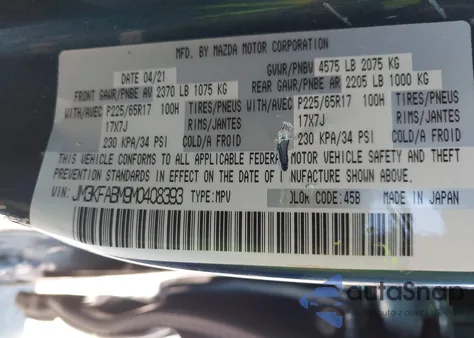 MFD. BY MAZDA MOTOR CORPORATION
DATE 04/21 GVWR/PNBV 4575 LB 2075 KG
FRONT GAWR/PNBE AV 2370 LB 1075 KG REAR GAWR/PNBE AR 2205 LB 1000 KG
WITH/AVEC P225/65R17 100H TIRES/PNEUS WITH/AVEC P225/65R17 100H TIRES/PNEUS
17X7J RIMS/JANTES 17X7J RIMS/JANTES
230 KPA/34 PSI COLD/A FROID 230 KPA/34 PSI COLD/A FROID
THIS VEHICLE CONFORMS TO ALL APPLICABLE FEDERA MOTOR VEHICLE SAFETY AND THEFT
PREVENTION STANDARDS IN EFFECT ON THE DATE OF NUFACTURE SHOWN ABOVE.
VIN: JM3KFABM9M0408393 TYPE: MPV COLOR CODE: 45B MADE IN JAPAN
autoSnap